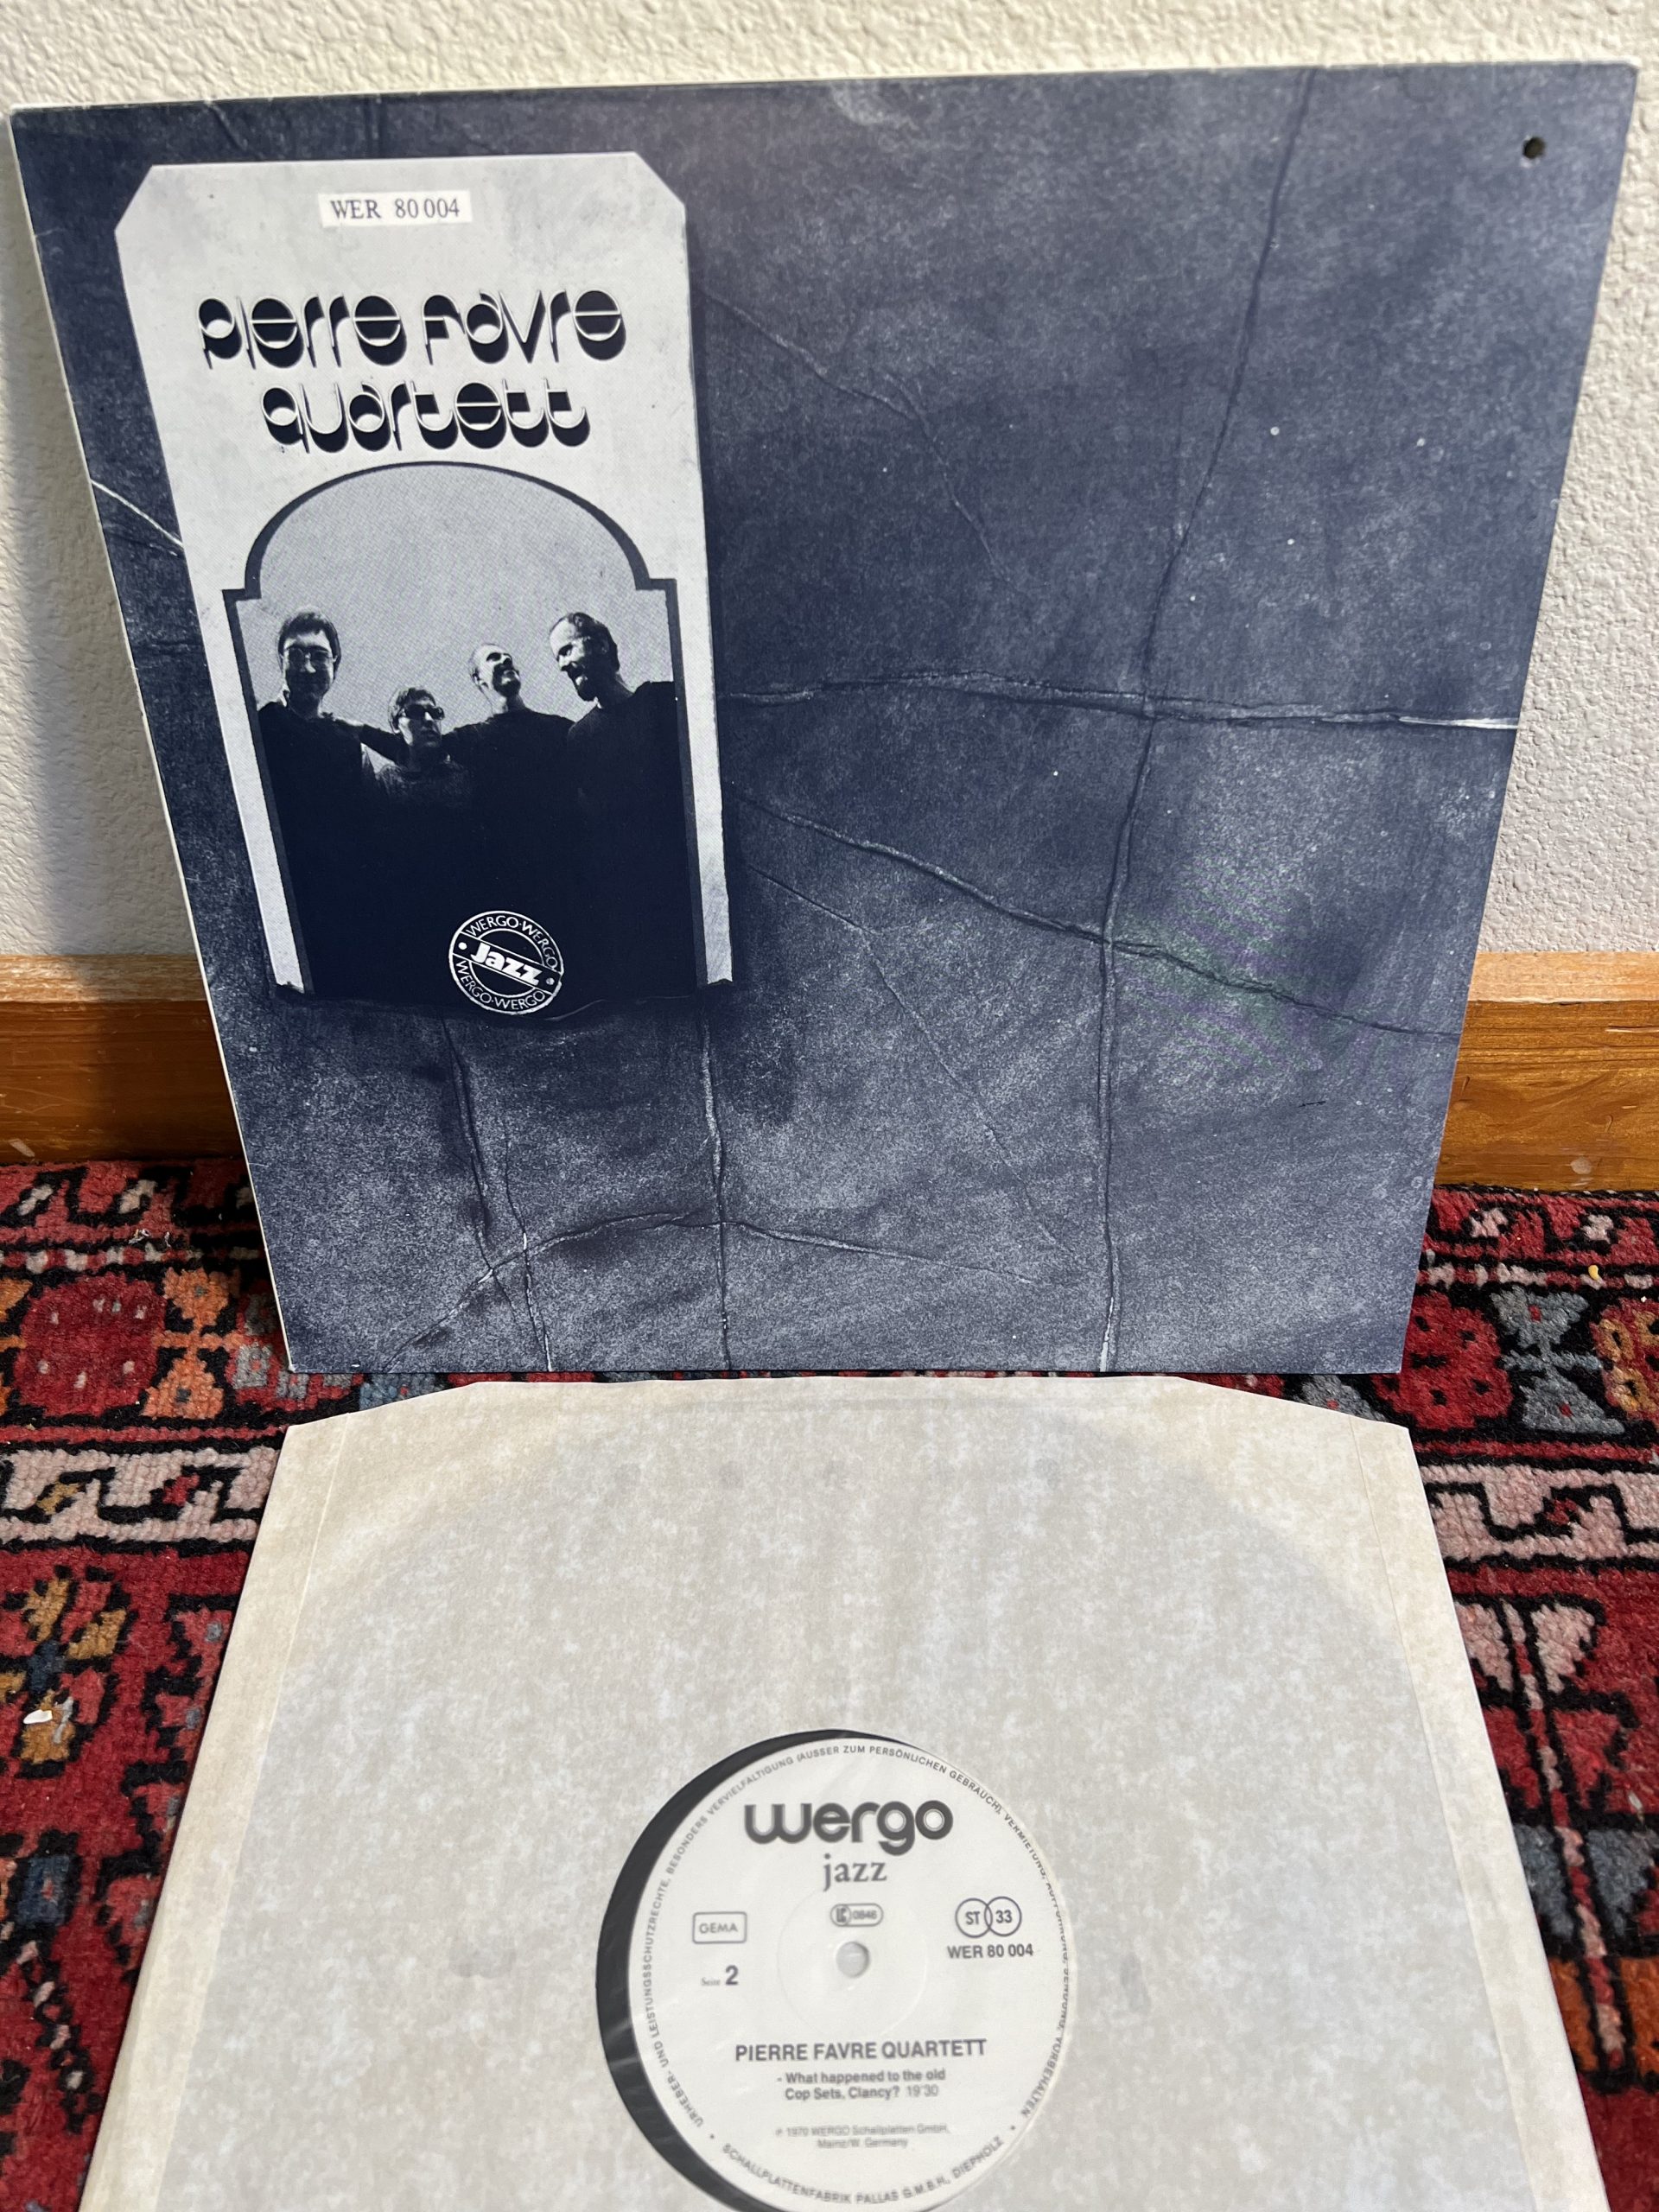 WER 80 004
pierre favre
quartett
WERGO·WERGO
Jazz
WERGO·WERGO
URHEBER- UND LEISTUNGSSCHUTZRECHTE, BESONDERS VERVIELFÄLTIGUNG (AUSSER ZUM PERSÖNLICHEN GEBRAUCH), VERMIETUNG, VORBEHALTEN
wergo
jazz
GEMA
LC 0846
ST 33
WER 80 004
Seite 2
PIERRE FAVRE QUARTETT
- What happened to the old
Cop Sets, Clancy? 19'30
℗ 1970 WERGO Schallplatten GmbH,
Mainz/W. Germany
• SCHALLPLATTENFABRIK PALLAS G.M.B.H., DIEPHOLZ •